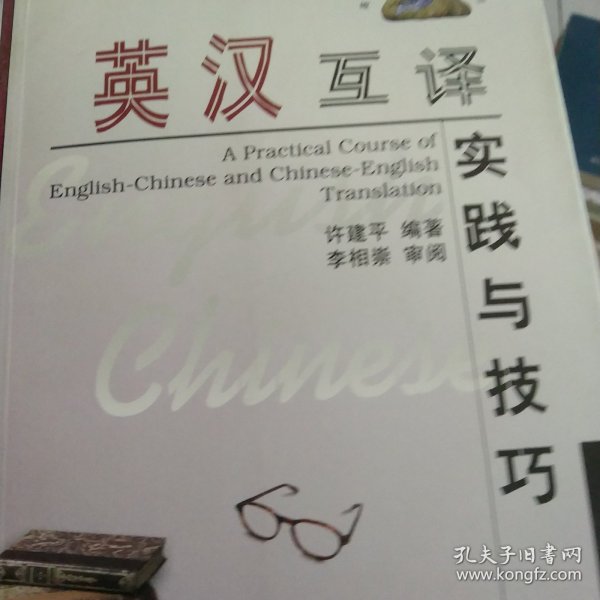 英汉互译
实践与技巧
A Practical Course of
English-Chinese and Chinese-English
Translation
许建平 编著
李相崇 审阅
Chinese
孔夫子旧书网
www.kongfz.com